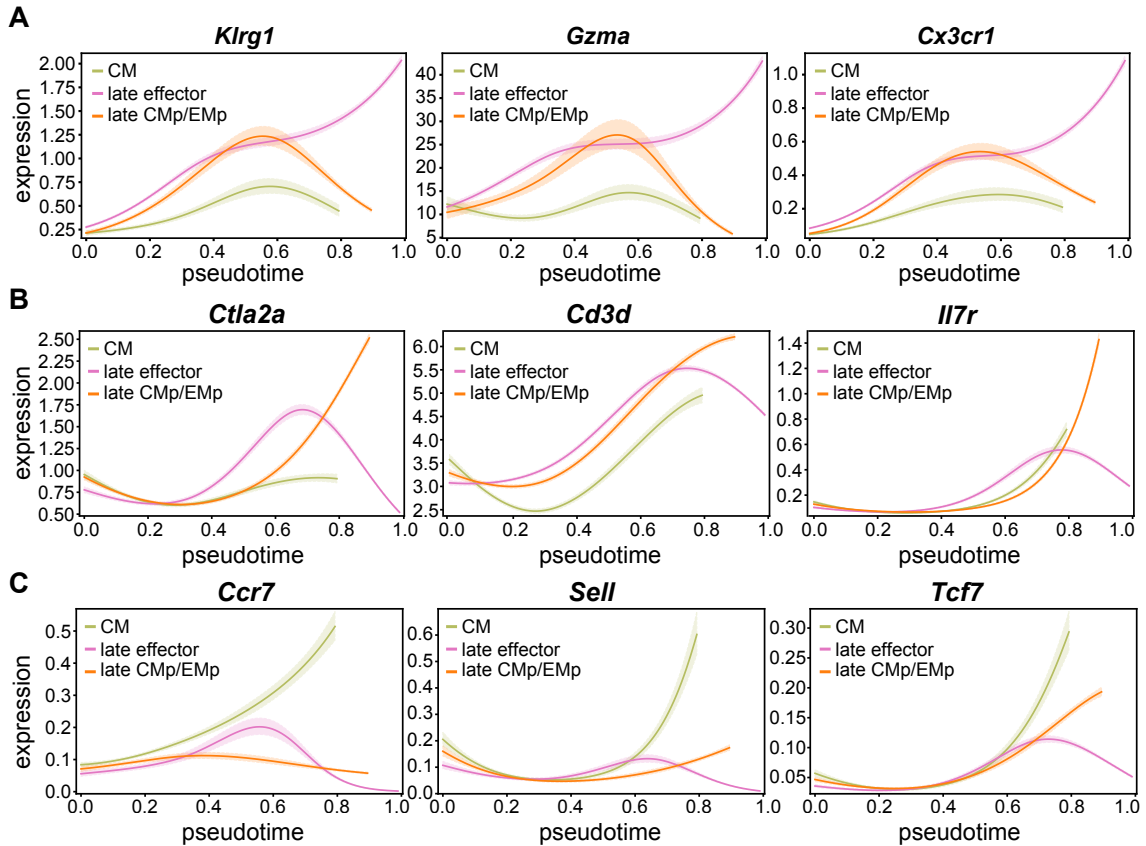 A
Klrg1
Gzma
Cx3cr1
expression
2.00
1.75
1.50
1.25
1.00
0.75
0.50
0.25
CM
late effector
late CMp/EMp
0.0 0.2 0.4 0.6 0.8 1.0
pseudotime
40
35
30
25
20
15
10
5
CM
late effector
late CMp/EMp
0.0 0.2 0.4 0.6 0.8 1.0
pseudotime
1.0
0.8
0.6
0.4
0.2
CM
late effector
late CMp/EMp
0.0 0.2 0.4 0.6 0.8 1.0
pseudotime
B
Ctla2a
Cd3d
Il7r
expression
2.50
2.25
2.00
1.75
1.50
1.25
1.00
0.75
0.50
CM
late effector
late CMp/EMp
0.0 0.2 0.4 0.6 0.8 1.0
pseudotime
6.0
5.5
5.0
4.5
4.0
3.5
3.0
2.5
CM
late effector
late CMp/EMp
0.0 0.2 0.4 0.6 0.8 1.0
pseudotime
1.4
1.2
1.0
0.8
0.6
0.4
0.2
CM
late effector
late CMp/EMp
0.0 0.2 0.4 0.6 0.8 1.0
pseudotime
C
Ccr7
Sell
Tcf7
expression
0.5
0.4
0.3
0.2
0.1
0.0
CM
late effector
late CMp/EMp
0.0 0.2 0.4 0.6 0.8 1.0
pseudotime
0.6
0.5
0.4
0.3
0.2
0.1
0.0
CM
late effector
late CMp/EMp
0.0 0.2 0.4 0.6 0.8 1.0
pseudotime
0.30
0.25
0.20
0.15
0.10
0.05
CM
late effector
late CMp/EMp
0.0 0.2 0.4 0.6 0.8 1.0
pseudotime